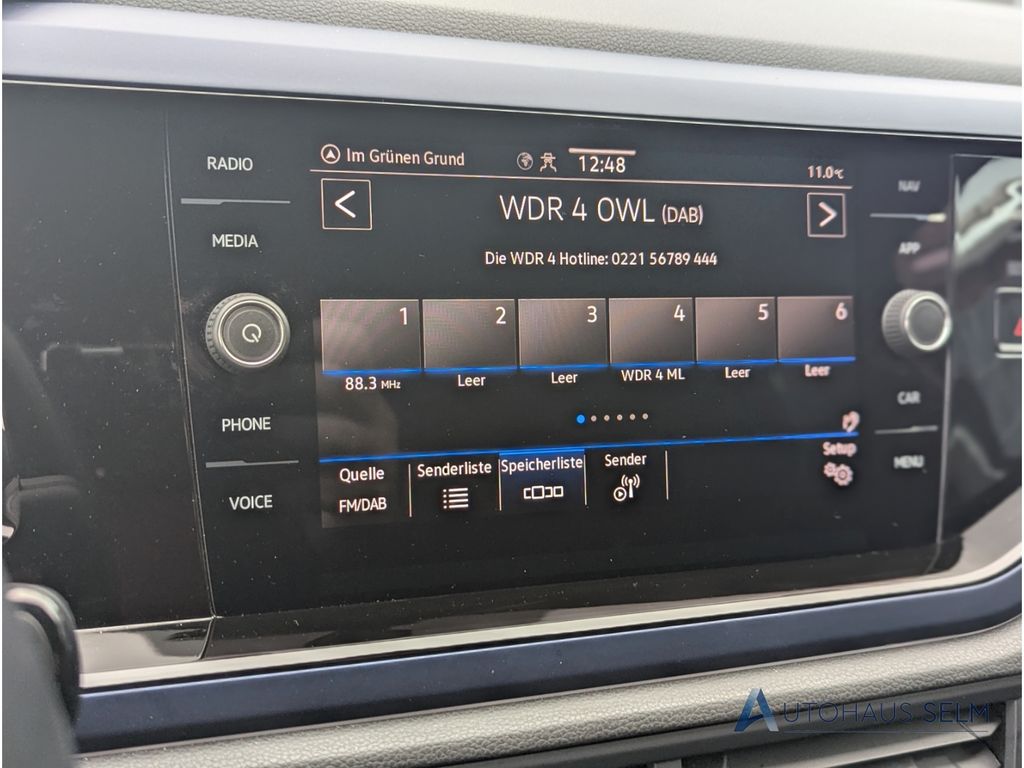 RADIO
MEDIA
PHONE
VOICE
Im Grünen Grund
12:48
11.0°C
WDR 4 OWL (DAB)
Die WDR 4 Hotline: 0221 56789 444
1 2 3 4 5 6
88.3 MHz Leer Leer WDR 4 ML Leer Leer
Quelle Senderliste Speicherliste Sender Setup
FM/DAB
NAV
APP
CAR
MENU
AUTOHAUS SELM